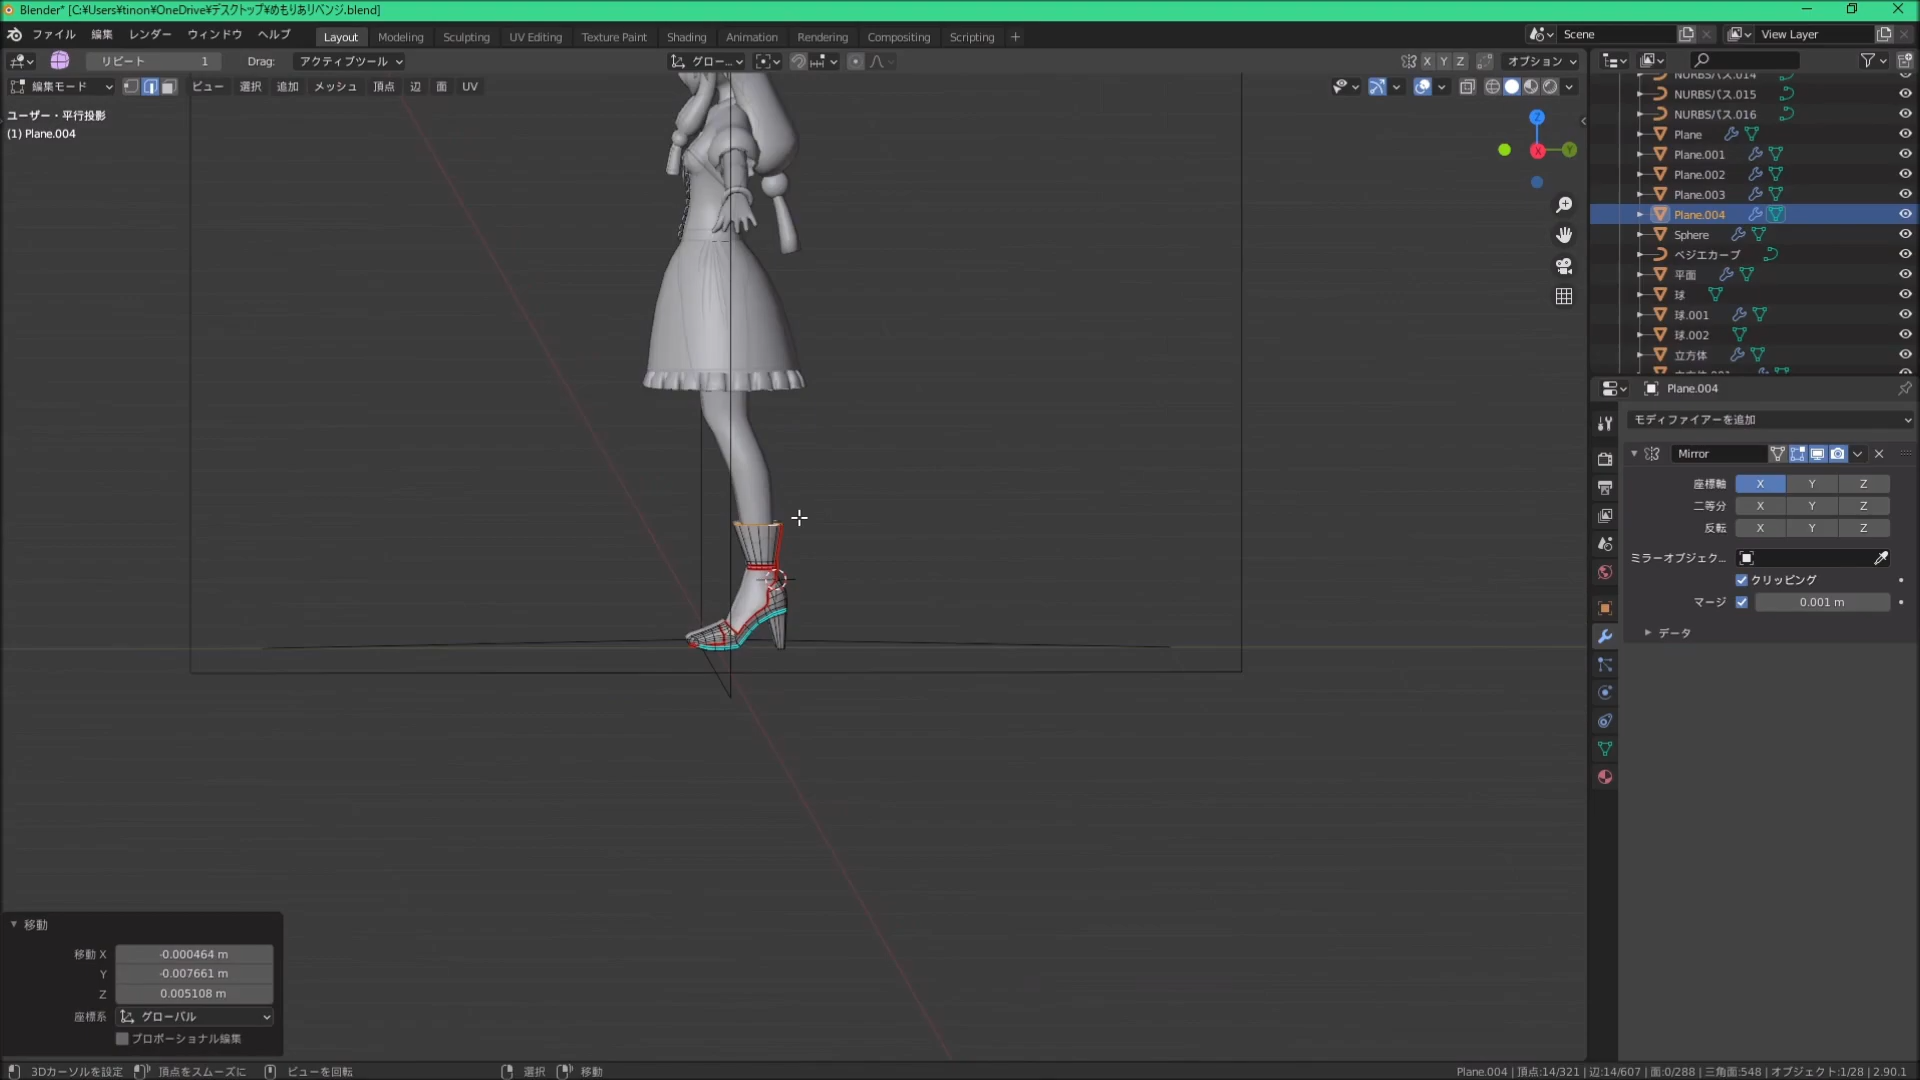 Blender* [C:¥Users¥tinon¥OneDrive¥デスクトップ¥めもりありベンジ.blend]
ファイル 編集 レンダー ウィンドウ ヘルプ Layout Modeling Sculpting UV Editing Texture Paint Shading Animation Rendering Compositing Scripting + Scene View Layer
リピート 1 Drag: アクティブツール グロー... X Y Z オプション
編集モード ビュー 選択 追加 メッシュ 頂点 辺 面 UV
ユーザー・平行投影
(1) Plane.004
Z
X
Y
NURBSパス.014
NURBSパス.015
NURBSパス.016
Plane
Plane.001
Plane.002
Plane.003
Plane.004
Sphere
ベジエカーブ
平面
球
球.001
球.002
立方体
Plane.004
モディファイアーを追加
Mirror
座標軸 X Y Z
二等分 X Y Z
反転 X Y Z
ミラーオブジェク...
クリッピング
マージ 0.001 m
データ
移動
移動 X -0.000464 m
Y -0.007661 m
Z 0.005108 m
座標系 グローバル
プロポーショナル編集
3Dカーソルを設定 頂点をスムーズに ビューを回転 選択 移動 Plane.004 | 頂点:14/321 | 辺:14/607 | 面:0/288 | 三角面:548 | オブジェクト:1/28 | 2.90.1